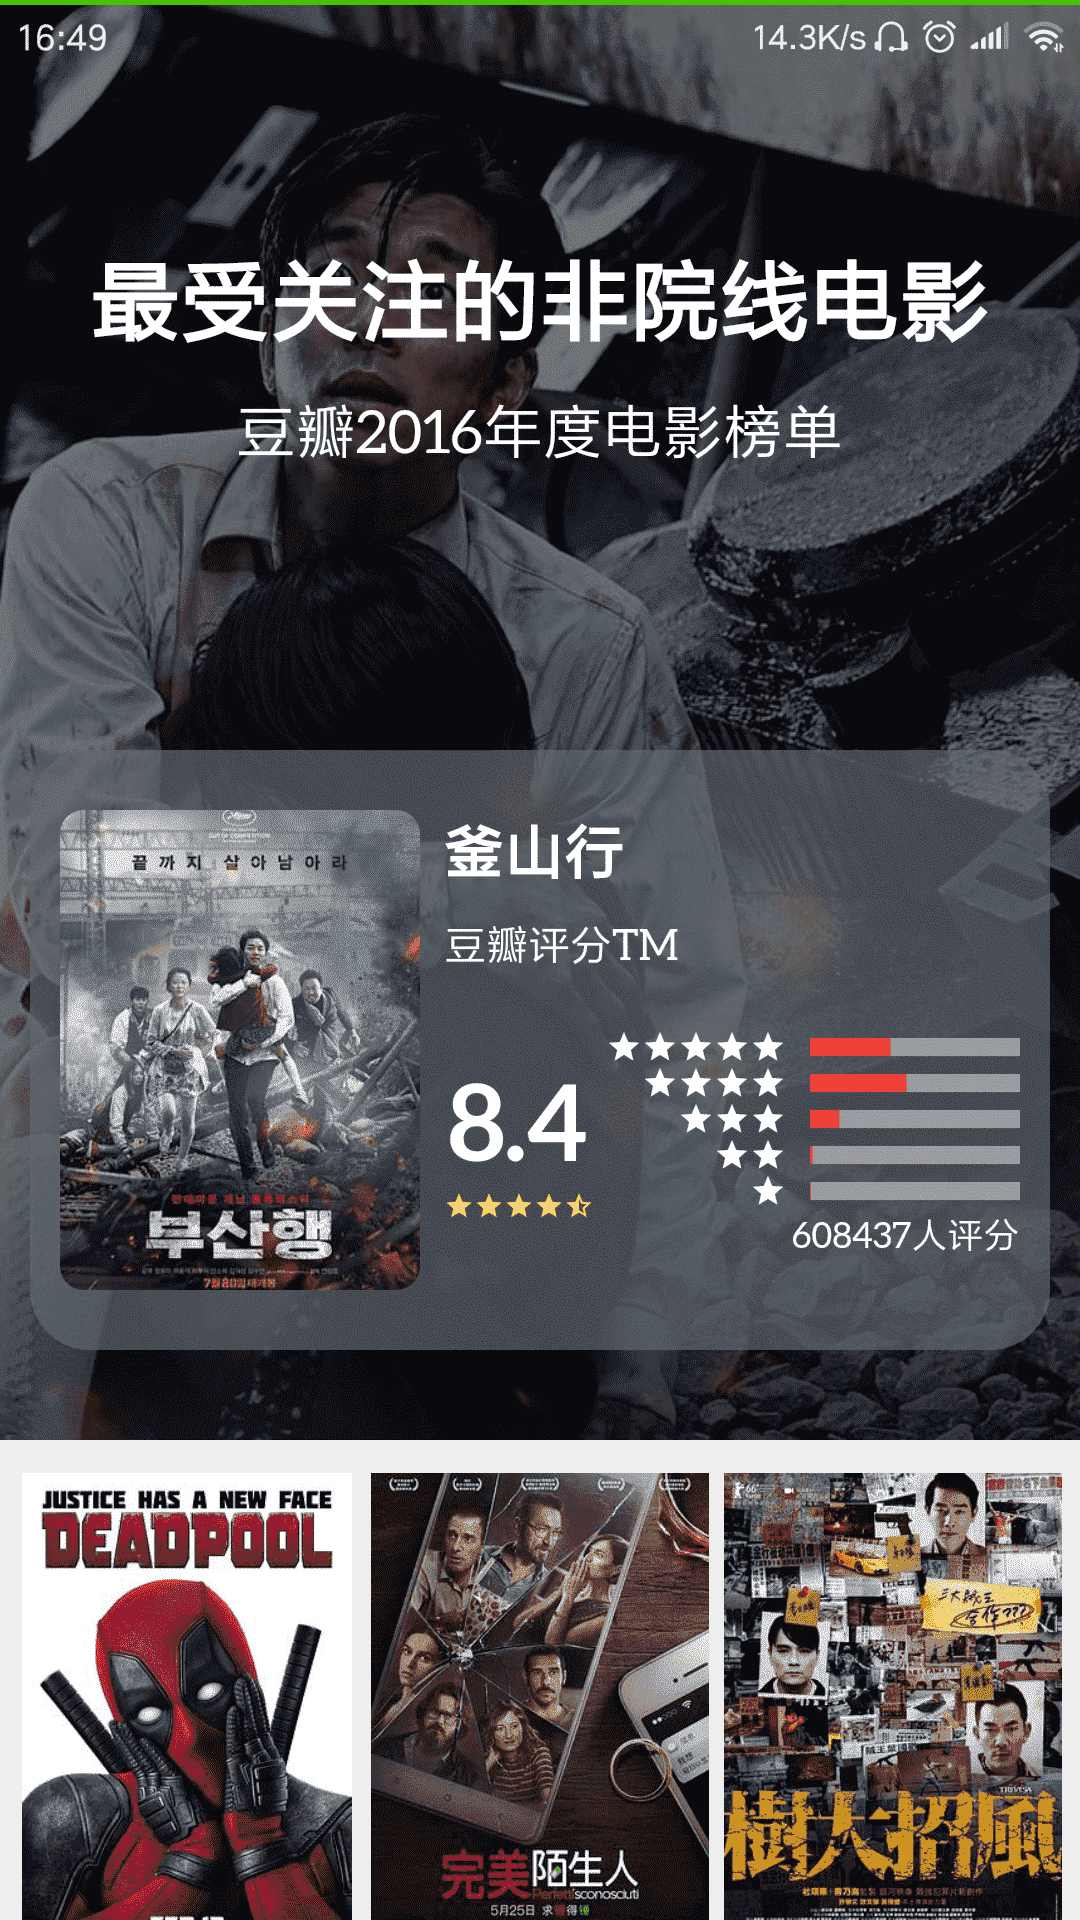 16:49
14.3K/s
最受关注的非院线电影
豆瓣2016年度电影榜单
끝까지 살아남아라
釜山行
豆瓣评分TM
8.4
608437人评分
부산행
JUSTICE HAS A NEW FACE
DEADPOOL
完美陌生人
Perfetti sconosciuti
5月25日
樹大招風
TRIVISA